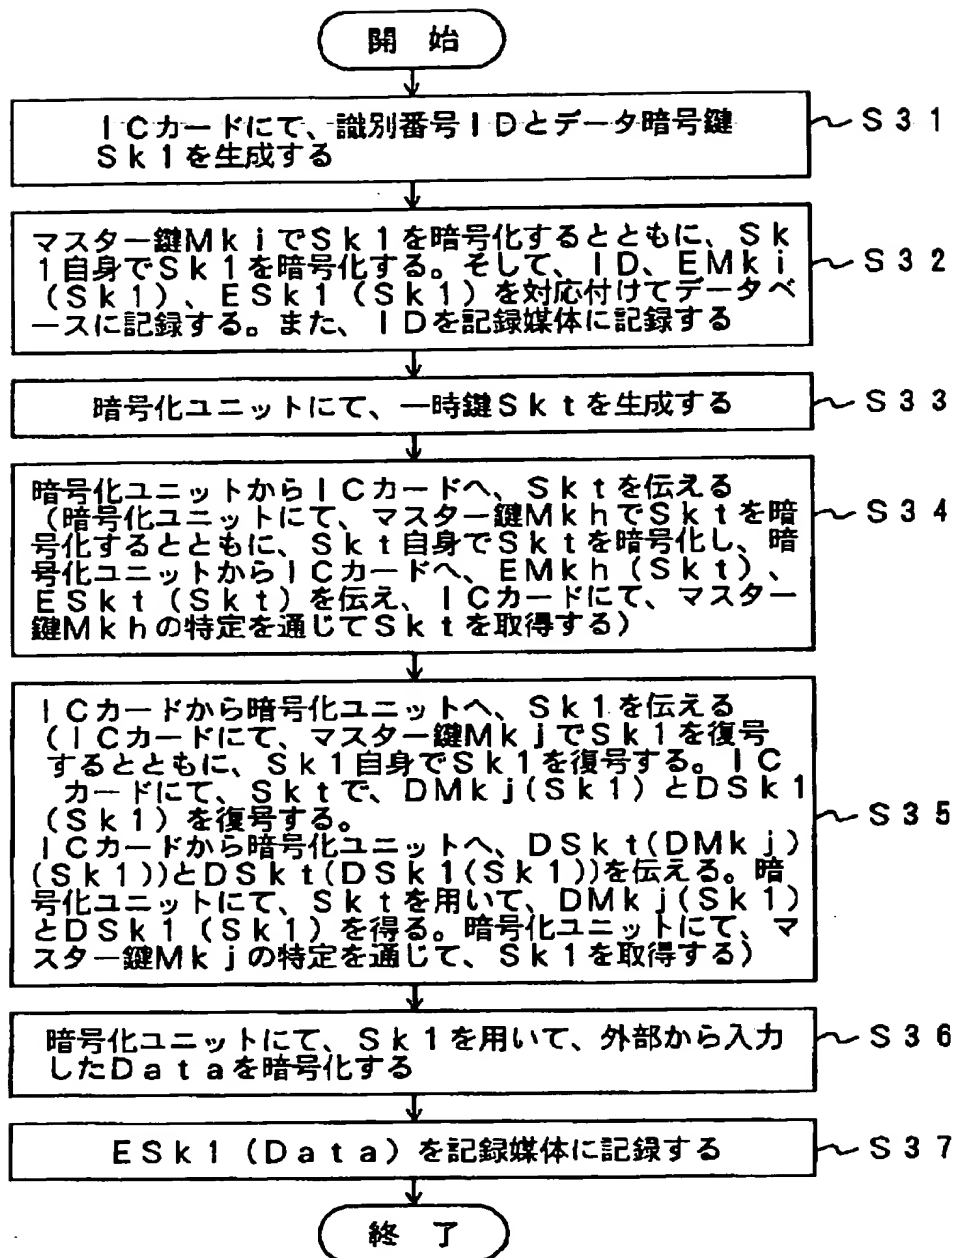 開 始
ICカードにて、識別番号IDとデータ暗号鍵
Sk1を生成する
S31
マスター鍵MkiでSk1を暗号化するとともに、Sk
1自身でSk1を暗号化する。そして、ID、EMki
(Sk1)、ESk1(Sk1)を対応付けてデータベ
ースに記録する。また、IDを記録媒体に記録する
S32
暗号化ユニットにて、一時鍵Sktを生成する
S33
暗号化ユニットからICカードへ、Sktを伝える
(暗号化ユニットにて、マスター鍵MkhでSktを暗
号化するとともに、Skt自身でSktを暗号化し、暗
号化ユニットからICカードへ、EMkh(Skt)、
ESkt(Skt)を伝え、ICカードにて、マスター
鍵Mkhの特定を通じてSktを取得する)
S34
ICカードから暗号化ユニットへ、Sk1を伝える
(ICカードにて、マスター鍵MkjでSk1を復号
するとともに、Sk1自身でSk1を復号する。IC
カードにて、Sktで、DMkj(Sk1)とDSk1
(Sk1)を復号する。
ICカードから暗号化ユニットへ、DSkt(DMkj)
(Sk1))とDSkt(DSk1(Sk1))を伝える。暗
号化ユニットにて、Sktを用いて、DMkj(Sk1)
とDSk1(Sk1)を得る。暗号化ユニットにて、マ
スター鍵Mkjの特定を通じて、Sk1を取得する)
S35
暗号化ユニットにて、Sk1を用いて、外部から入力
したDataを暗号化する
S36
ESk1(Data)を記録媒体に記録する
S37
終 了